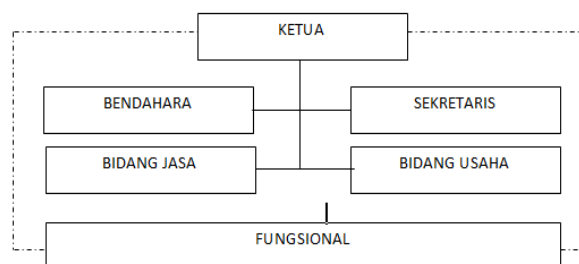 KETUA
BENDAHARA
SEKRETARIS
BIDANG JASA
BIDANG USAHA
FUNGSIONAL